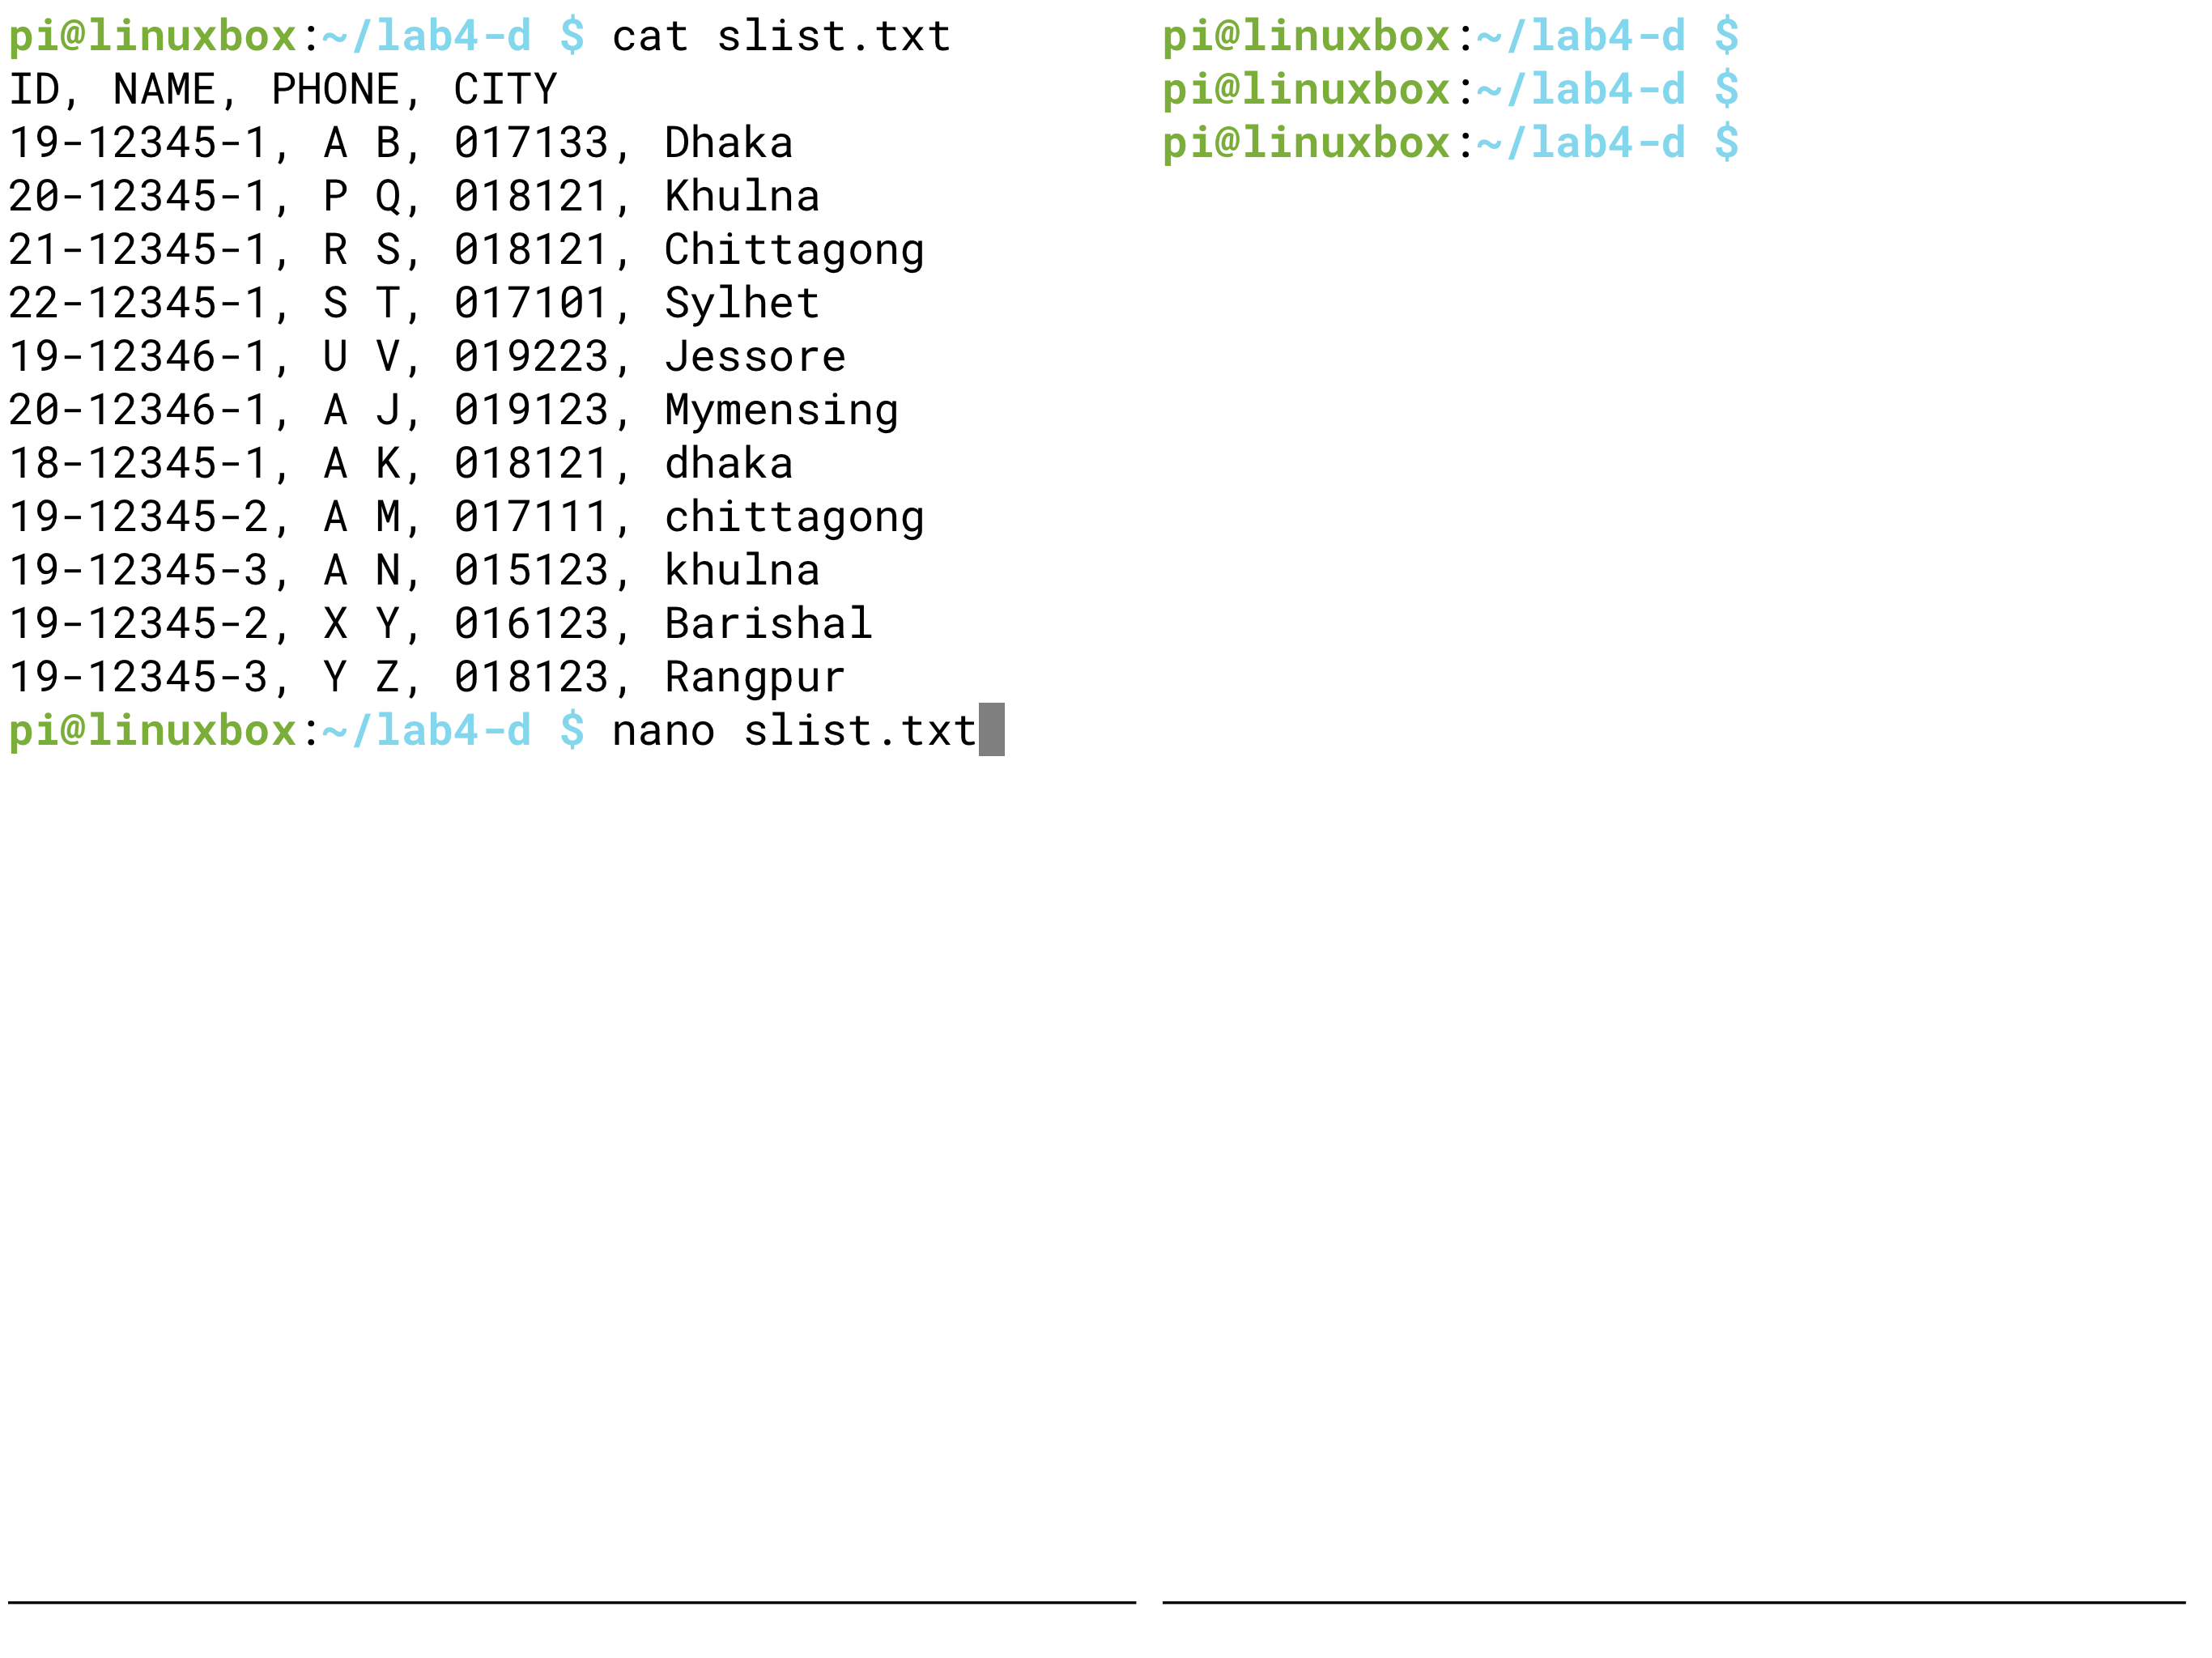 pi@linuxbox:~/lab4-d $ cat slist.txt
ID, NAME, PHONE, CITY
19-12345-1, A B, 017133, Dhaka
20-12345-1, P Q, 018121, Khulna
21-12345-1, R S, 018121, Chittagong
22-12345-1, S T, 017101, Sylhet
19-12346-1, U V, 019223, Jessore
20-12346-1, A J, 019123, Mymensing
18-12345-1, A K, 018121, dhaka
19-12345-2, A M, 017111, chittagong
19-12345-3, A N, 015123, khulna
19-12345-2, X Y, 016123, Barishal
19-12345-3, Y Z, 018123, Rangpur
pi@linuxbox:~/lab4-d $ nano slist.txt
pi@linuxbox:~/lab4-d $
pi@linuxbox:~/lab4-d $
pi@linuxbox:~/lab4-d $